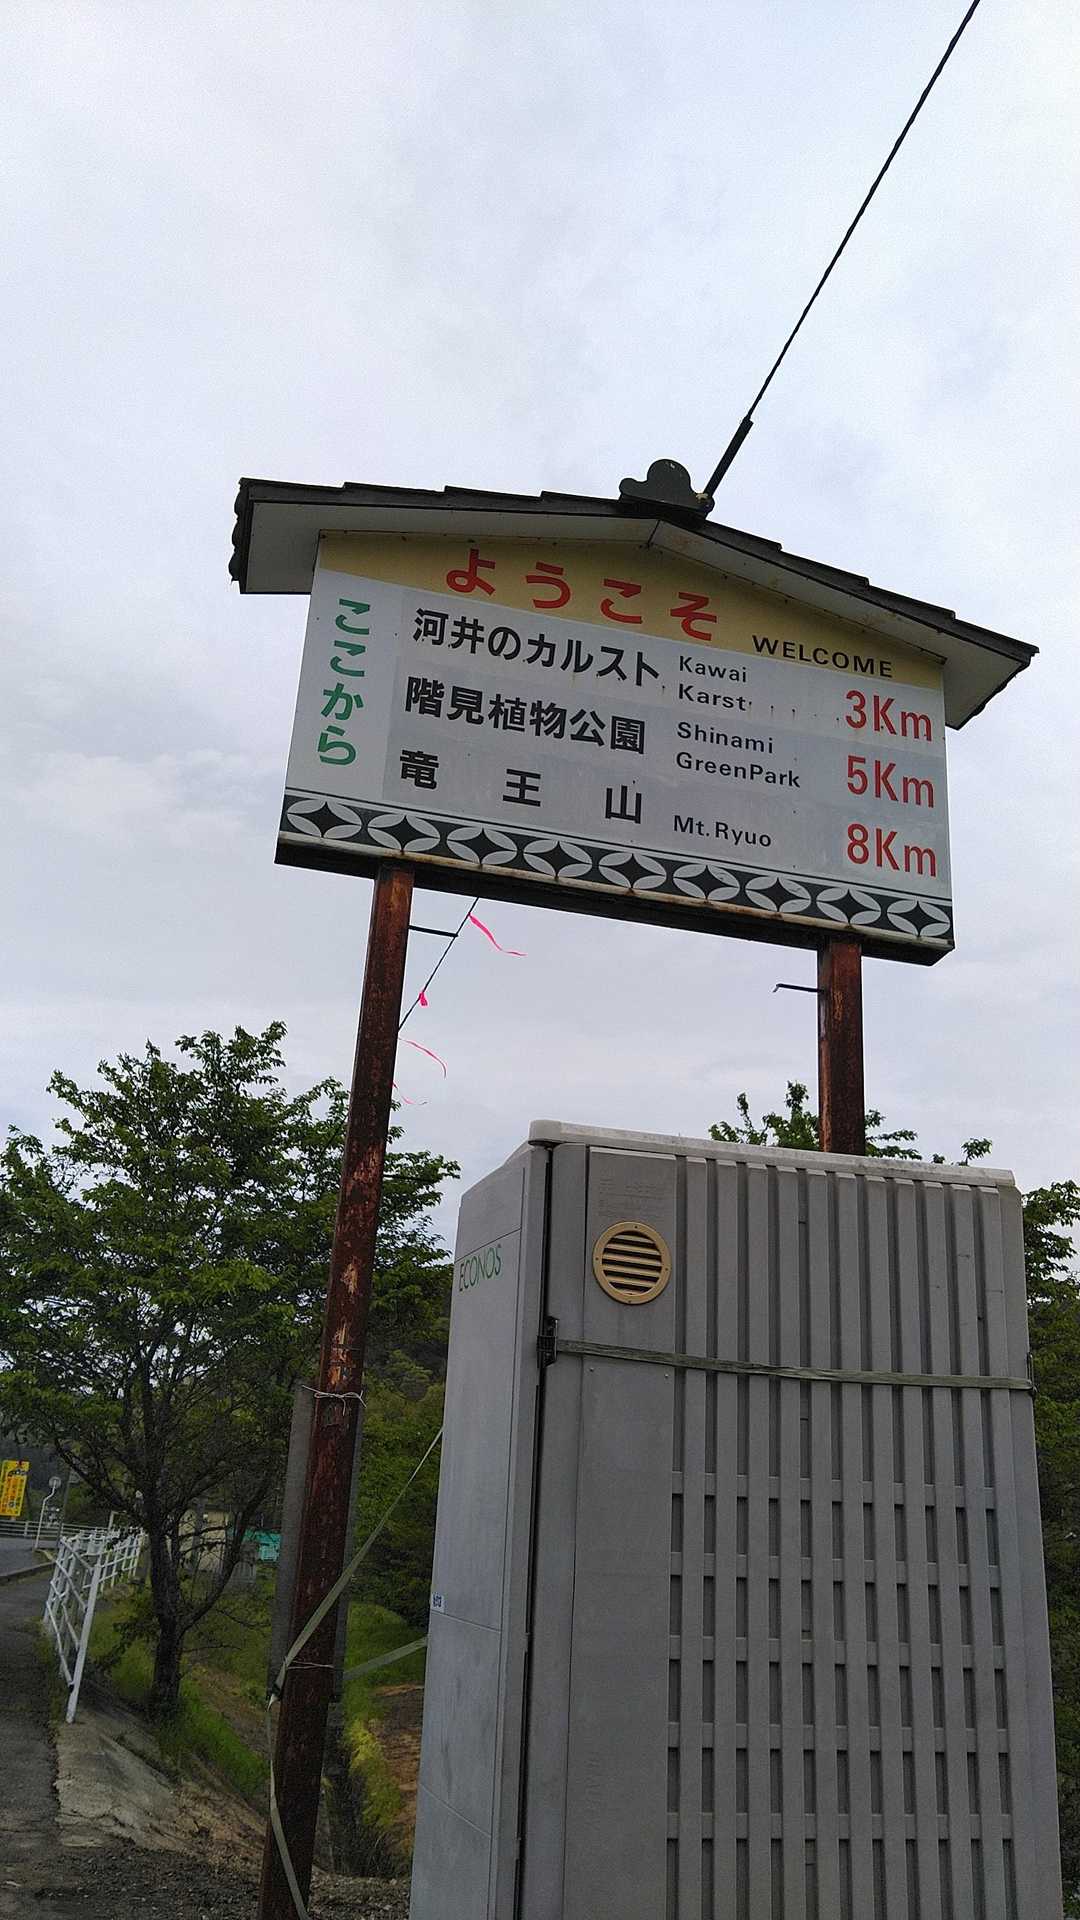 ようこそ WELCOME
ここから
河井のカルスト Kawai Karst 3Km
階見植物公園 Shinami GreenPark 5Km
竜王山 Mt.Ryuo 8Km
ECONOS